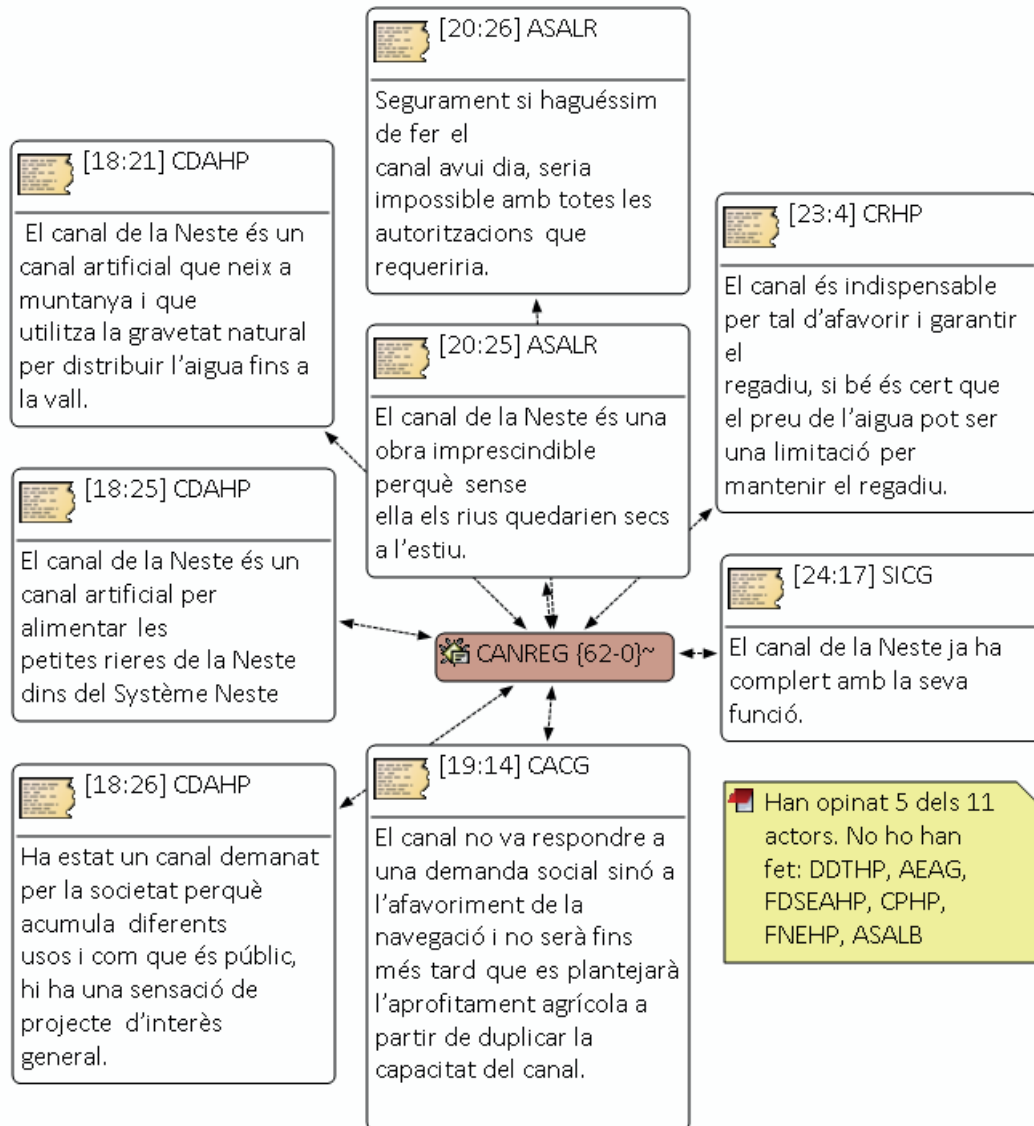 [20:26] ASALR
Segurament si haguéssim
de fer el
canal avui dia, seria
impossible amb totes les
autoritzacions que
requeriria.
[18:21] CDAHP
El canal de la Neste és un
canal artificial que neix a
muntanya i que
utilitza la gravetat natural
per distribuir l'aigua fins a
la vall.
[23:4] CRHP
El canal és indispensable
per tal d'afavorir i garantir
el
regadiu, si bé és cert que
el preu de l'aigua pot ser
una limitació per
mantenir el regadiu.
[20:25] ASALR
El canal de la Neste és una
obra imprescindible
perquè sense
ella els rius quedarien secs
a l'estiu.
[18:25] CDAHP
El canal de la Neste és un
canal artificial per
alimentar les
petites rieres de la Neste
dins del Système Neste
CANREG {62-0}~
[24:17] SICG
El canal de la Neste ja ha
complert amb la seva
funció.
[18:26] CDAHP
Ha estat un canal demanat
per la societat perquè
acumula diferents
usos i com que és públic,
hi ha una sensació de
projecte d'interès
general.
[19:14] CACG
El canal no va respondre a
una demanda social sinó a
l'afavoriment de la
navegació i no serà fins
més tard que es plantejarà
l'aprofitament agrícola a
partir de duplicar la
capacitat del canal.
Han opinat 5 dels 11
actors. No ho han
fet: DDTHP, AEAG,
FDSEAHP, CPHP,
FNEHP, ASALB